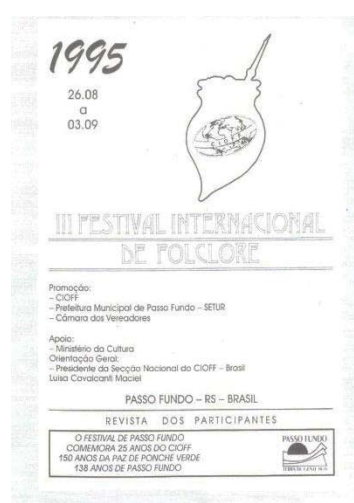 1995
26.08
a
03.09
III FESTIVAL INTERNACIONAL
DE FOLCLORE
Promoção:
– CIOFF
– Prefeitura Municipal de Passo Fundo – SETUR
– Câmara dos Vereadores
Apoio:
– Ministério da Cultura
Orientação Geral:
– Presidente da Secção Nacional do CIOFF – Brasil
Luisa Cavalcanti Maciel
PASSO FUNDO – RS – BRASIL
REVISTA DOS PARTICIPANTES
O FESTIVAL DE PASSO FUNDO
COMEMORA 25 ANOS DO CIOFF
150 ANOS DA PAZ DE PONCHE VERDE
138 ANOS DE PASSO FUNDO
PASSO FUNDO